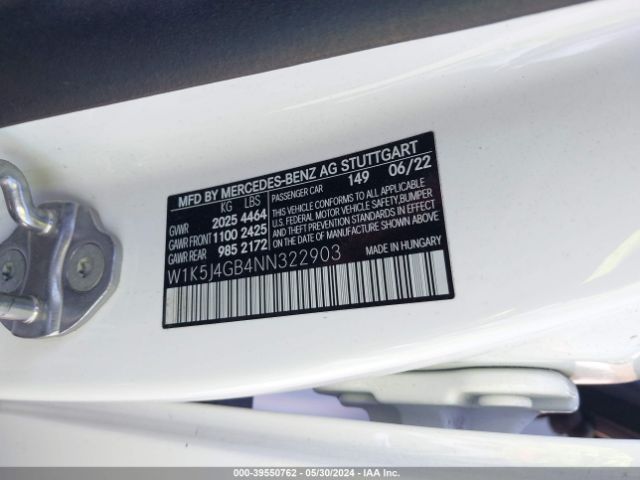 MFD BY MERCEDES-BENZ AG STUTTGART
KG LBS PASSENGER CAR 149 06/22
GVWR 2025 4464
GAWR FRONT 1100 2425
GAWR REAR 985 2172
THIS VEHICLE CONFORMS TO ALL APPLICABLE
U.S. FEDERAL MOTOR VEHICLE SAFETY, BUMPER
AND THEFT PREVENTION STANDARDS IN EFFECT
ON THE DATE OF MANUFACTURE SHOWN ABOVE
MADE IN HUNGARY
W1K5J4GB4NN322903
000-39550762 - 05/30/2024 - IAA Inc.